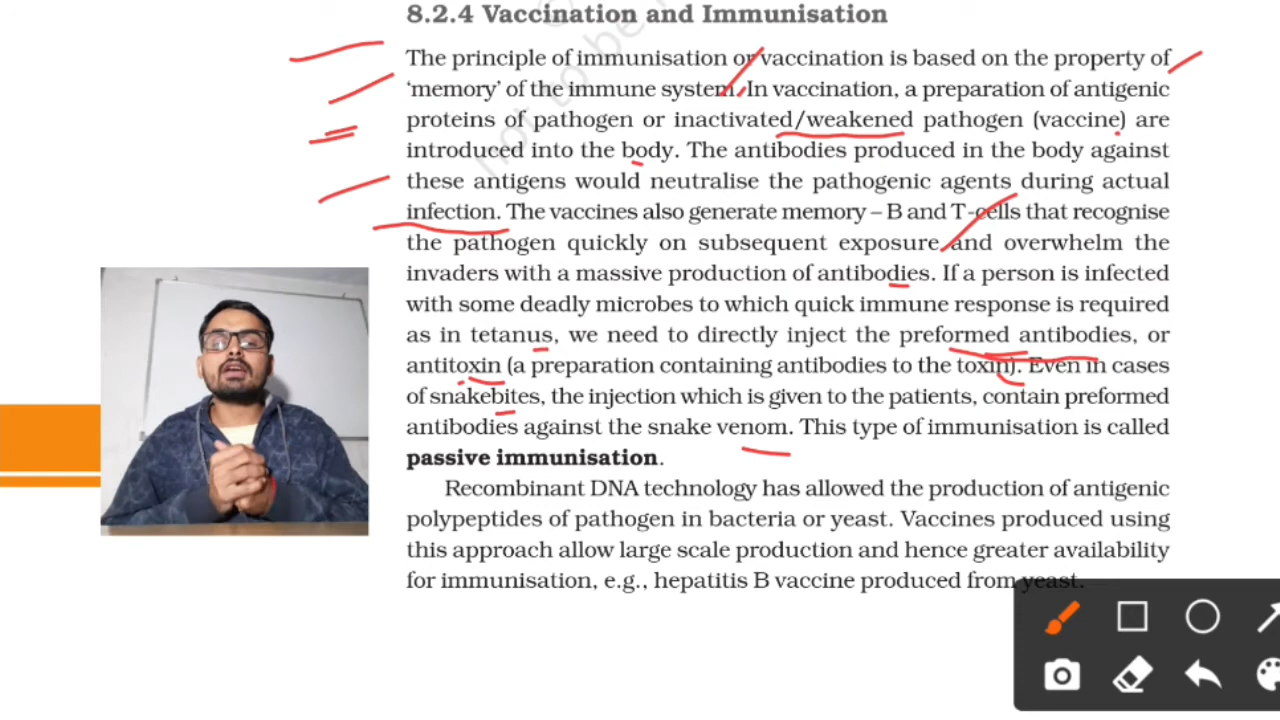 8.2.4 Vaccination and Immunisation
The principle of immunisation or vaccination is based on the property of
‘memory’ of the immune system. In vaccination, a preparation of antigenic
proteins of pathogen or inactivated/weakened pathogen (vaccine) are
introduced into the body. The antibodies produced in the body against
these antigens would neutralise the pathogenic agents during actual
infection. The vaccines also generate memory – B and T-cells that recognise
the pathogen quickly on subsequent exposure and overwhelm the
invaders with a massive production of antibodies. If a person is infected
with some deadly microbes to which quick immune response is required
as in tetanus, we need to directly inject the preformed antibodies, or
antitoxin (a preparation containing antibodies to the toxin). Even in cases
of snakebites, the injection which is given to the patients, contain preformed
antibodies against the snake venom. This type of immunisation is called
passive immunisation.
Recombinant DNA technology has allowed the production of antigenic
polypeptides of pathogen in bacteria or yeast. Vaccines produced using
this approach allow large scale production and hence greater availability
for immunisation, e.g., hepatitis B vaccine produced from yeast.
not to be